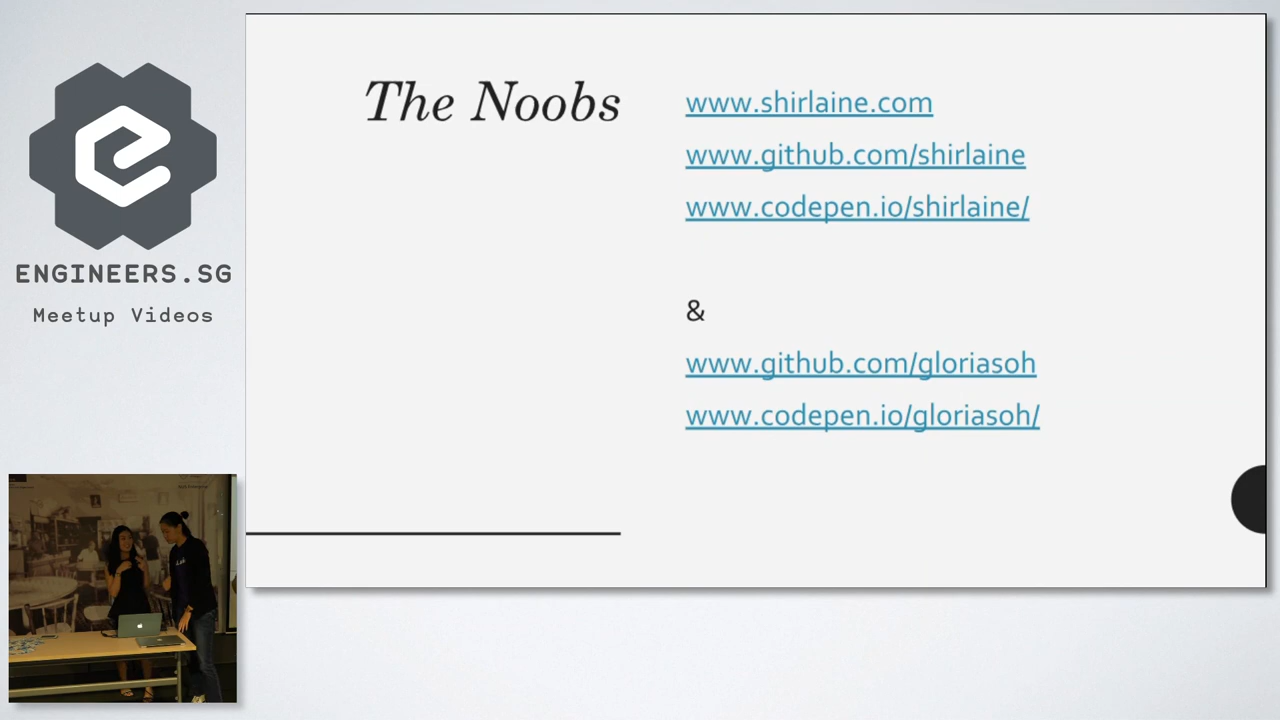 ENGINEERS.SG
Meetup Videos
The Noobs
www.shirlaine.com
www.github.com/shirlaine
www.codepen.io/shirlaine/
&
www.github.com/gloriasoh
www.codepen.io/gloriasoh/